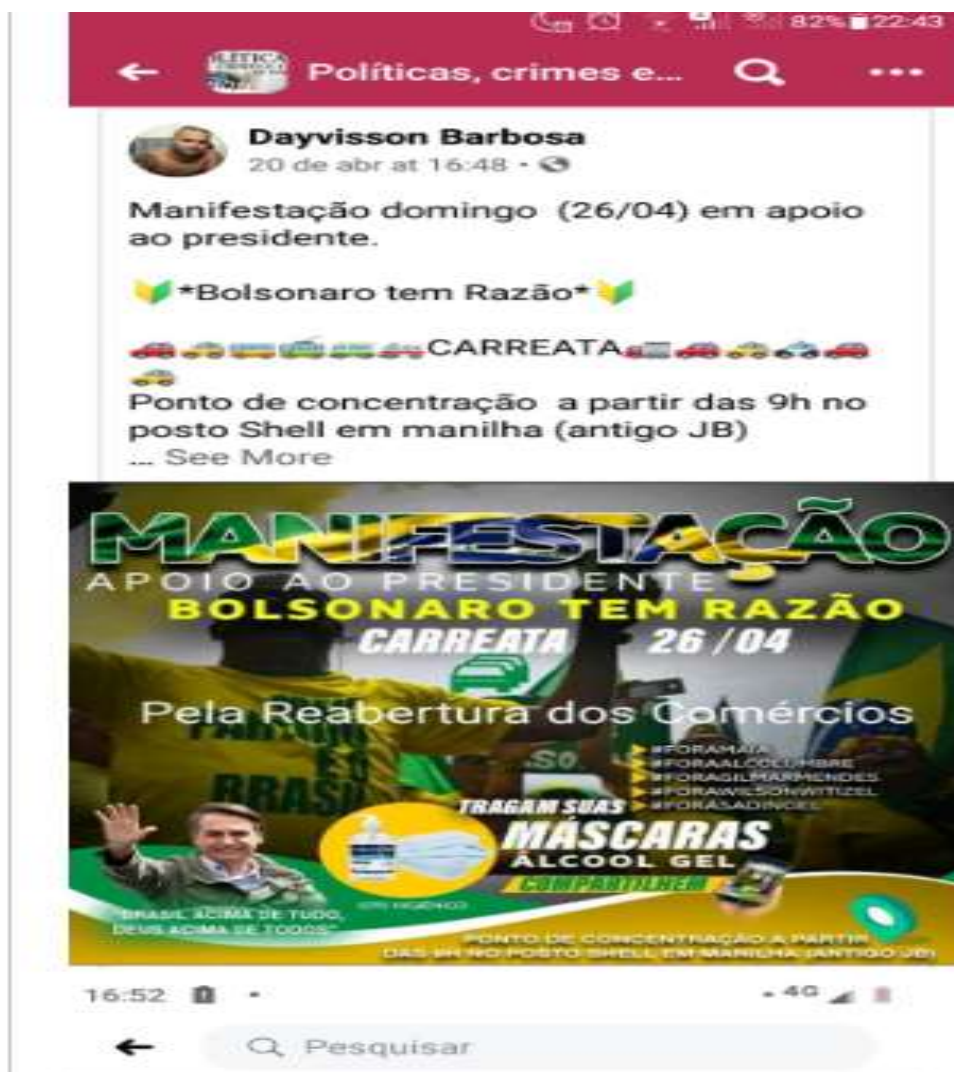 82% 22:43
Políticas, crimes e...
Dayvisson Barbosa
20 de abr at 16:48 •
Manifestação domingo (26/04) em apoio
ao presidente.
*Bolsonaro tem Razão*
CARREATA
Ponto de concentração a partir das 9h no
posto Shell em manilha (antigo JB)
... See More
MANIFESTAÇÃO
APOIO AO PRESIDENTE
BOLSONARO TEM RAZÃO
CARREATA 26/04
Pela Reabertura dos Comércios
BRASIL
#FORAMAIA
#FORAALCOLUMBRE
#FORAGILMARMENDES
#FORAWILSONWITIZEL
TRAGAM SUAS
MÁSCARAS
ÁLCOOL GEL
COMPARTILHEM
"BRASIL ACIMA DE TUDO,
DEUS ACIMA DE TODOS"
PONTO DE CONCENTRAÇÃO A PARTIR
DAS 9H NO POSTO SHELL EM MANILHA (ANTIGO JB)
16:52
4G
Pesquisar